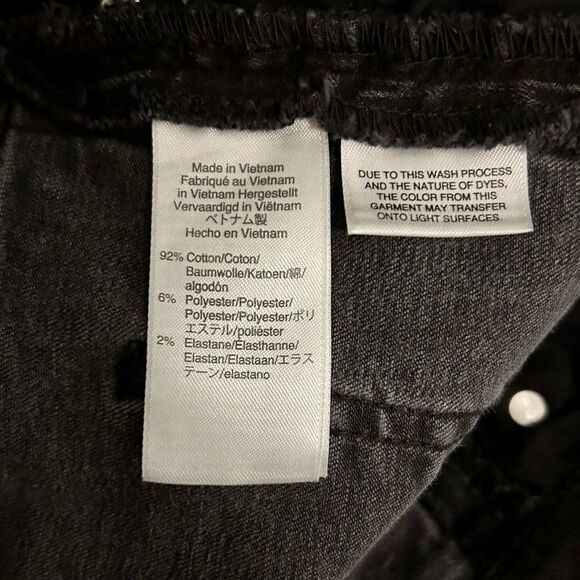 Made in Vietnam
Fabriqué au Vietnam
in Vietnam Hergestellt
Vervaardigd in Viëtnam
ベトナム製
Hecho en Vietnam
92% Cotton/Coton/
Baumwolle/Katoen/綿/
algodón
6% Polyester/Polyester/
Polyester/Polyester/ポリ
エステル/poliéster
2% Elastane/Élasthanne/
Elastan/Elastaan/エラス
テーン/elastano
DUE TO THIS WASH PROCESS
AND THE NATURE OF DYES,
THE COLOR FROM THIS
GARMENT MAY TRANSFER
ONTO LIGHT SURFACES.